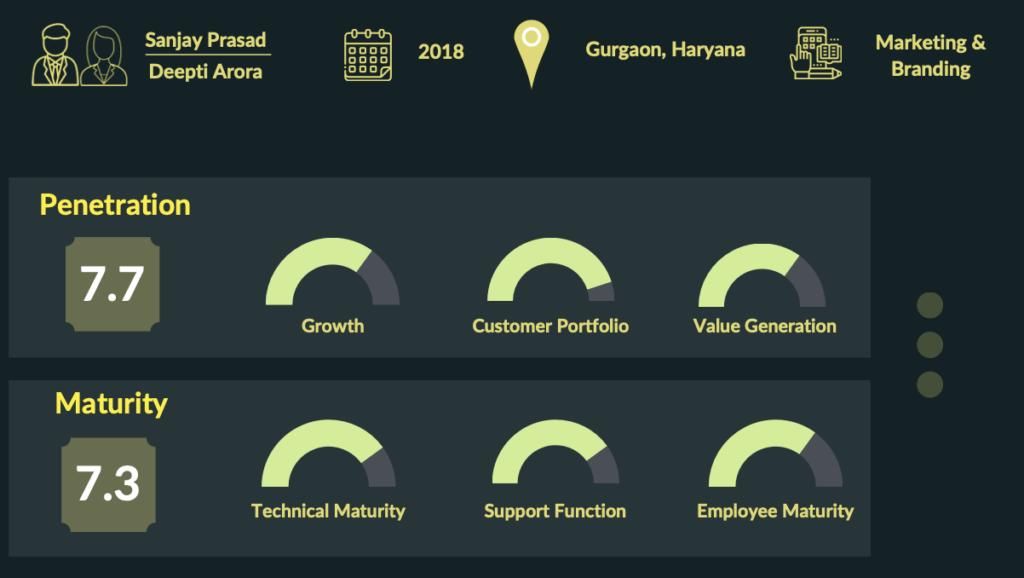 Sanjay Prasad
Deepti Arora
2018
Gurgaon, Haryana
Marketing &
Branding
Penetration
7.7
Growth
Customer Portfolio
Value Generation
Maturity
7.3
Technical Maturity
Support Function
Employee Maturity